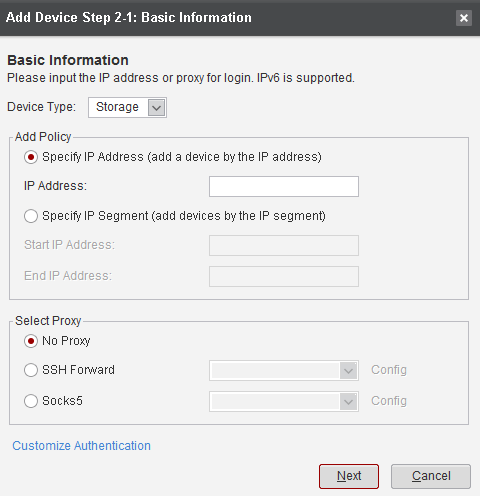 Add Device Step 2-1: Basic Information
Basic Information
Please input the IP address or proxy for login. IPv6 is supported.
Device Type: Storage
Add Policy
Specify IP Address (add a device by the IP address)
IP Address:
Specify IP Segment (add devices by the IP segment)
Start IP Address:
End IP Address:
Select Proxy
No Proxy
SSH Forward Config
Socks5 Config
Customize Authentication
Next Cancel